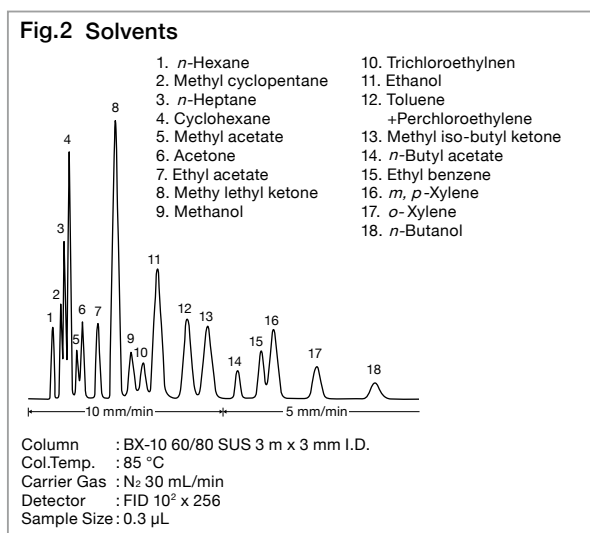 Fig.2 Solvents
1. n-Hexane
2. Methyl cyclopentane
3. n-Heptane
4. Cyclohexane
5. Methyl acetate
6. Acetone
7. Ethyl acetate
8. Methy lethyl ketone
9. Methanol
10. Trichloroethylnen
11. Ethanol
12. Toluene
+Perchloroethylene
13. Methyl iso-butyl ketone
14. n-Butyl acetate
15. Ethyl benzene
16. m, p-Xylene
17. o-Xylene
18. n-Butanol
1
2
3
4
5
6
7
8
9
10
11
12
13
14
15
16
17
18
10 mm/min
5 mm/min
Column : BX-10 60/80 SUS 3 m x 3 mm I.D.
Col.Temp. : 85 °C
Carrier Gas : N₂ 30 mL/min
Detector : FID 10² x 256
Sample Size : 0.3 µL